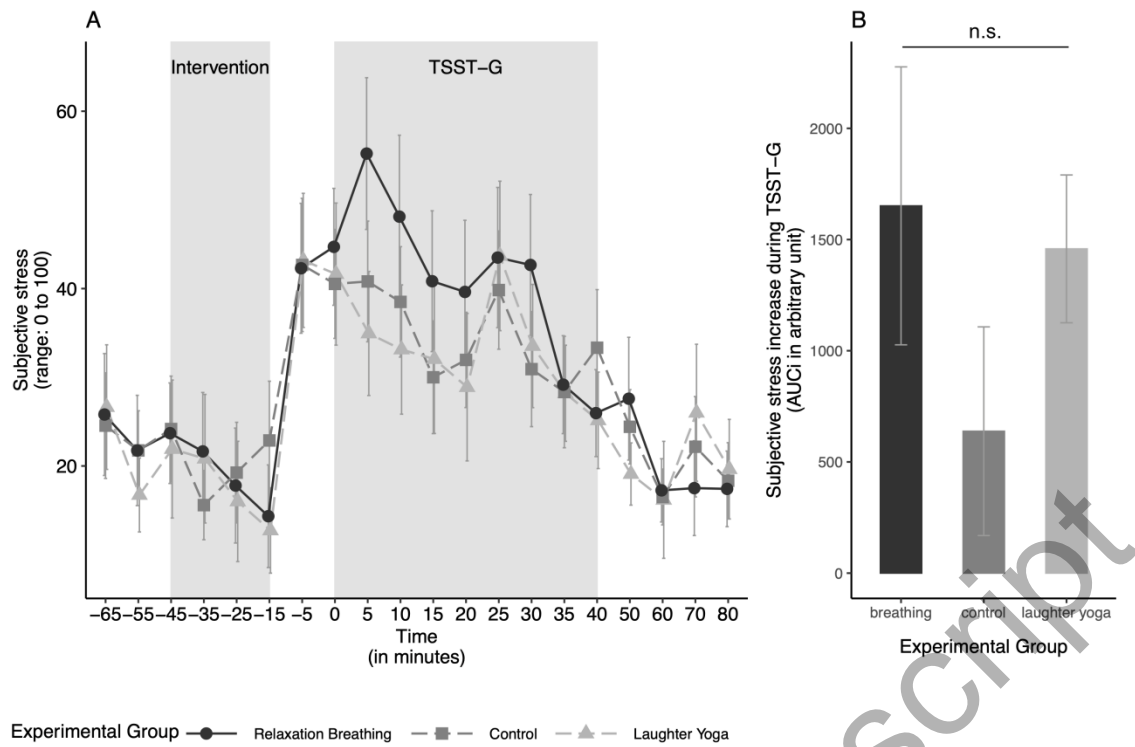 A
B
Intervention
TSST−G
n.s.
Subjective stress
(range: 0 to 100)
60
40
20
−65 −55 −45 −35 −25 −15 −5 0 5 10 15 20 25 30 35 40 50 60 70 80
Time
(in minutes)
Subjective stress increase during TSST−G
(AUCi in arbitrary unit)
2000
1500
1000
500
0
breathing control laughter yoga
Experimental Group
Experimental Group Relaxation Breathing Control Laughter Yoga
script